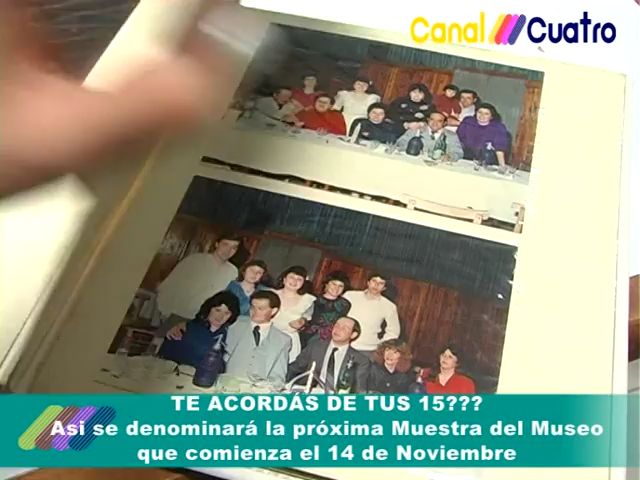 Canal Cuatro
TE ACORDÁS DE TUS 15???
Asi se denominará la próxima Muestra del Museo
que comienza el 14 de Noviembre